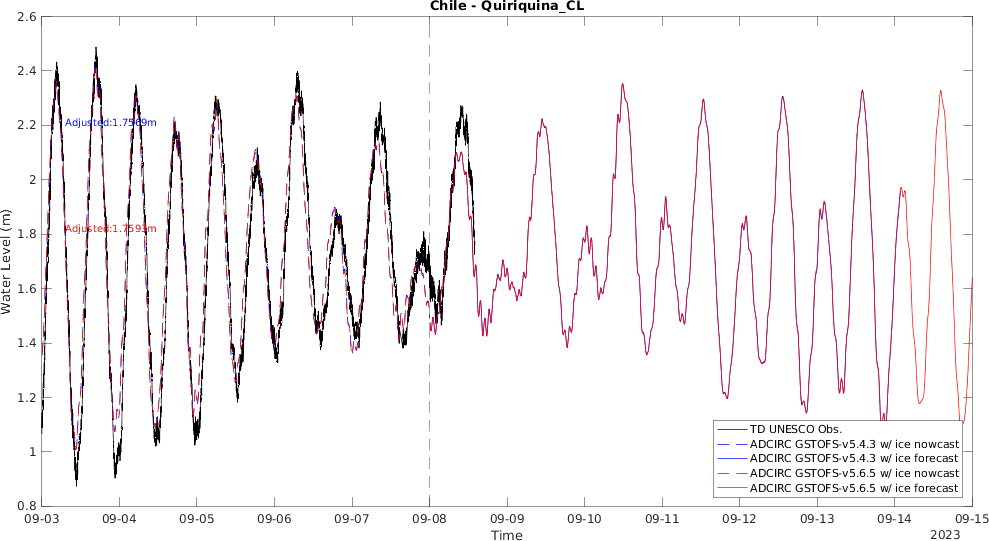 Chile - Quiriquina_CL
2.6
2.4
2.2
2
1.8
1.6
1.4
1.2
1
0.8
Water Level (m)
Adjusted:1.7569m
Adjusted:1.7595m
TD UNESCO Obs.
ADCIRC GSTOFS-v5.4.3 w/ ice nowcast
ADCIRC GSTOFS-v5.4.3 w/ ice forecast
ADCIRC GSTOFS-v5.6.5 w/ ice nowcast
ADCIRC GSTOFS-v5.6.5 w/ ice forecast
09-03 09-04 09-05 09-06 09-07 09-08 09-09 09-10 09-11 09-12 09-13 09-14 09-15
Time
2023